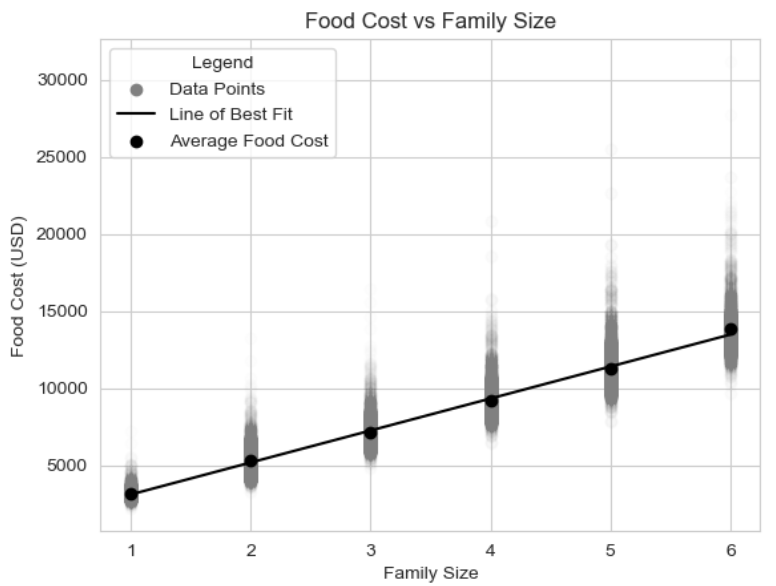 Food Cost vs Family Size
Legend
Data Points
Line of Best Fit
Average Food Cost
30000
25000
20000
15000
10000
5000
Food Cost (USD)
1 2 3 4 5 6
Family Size